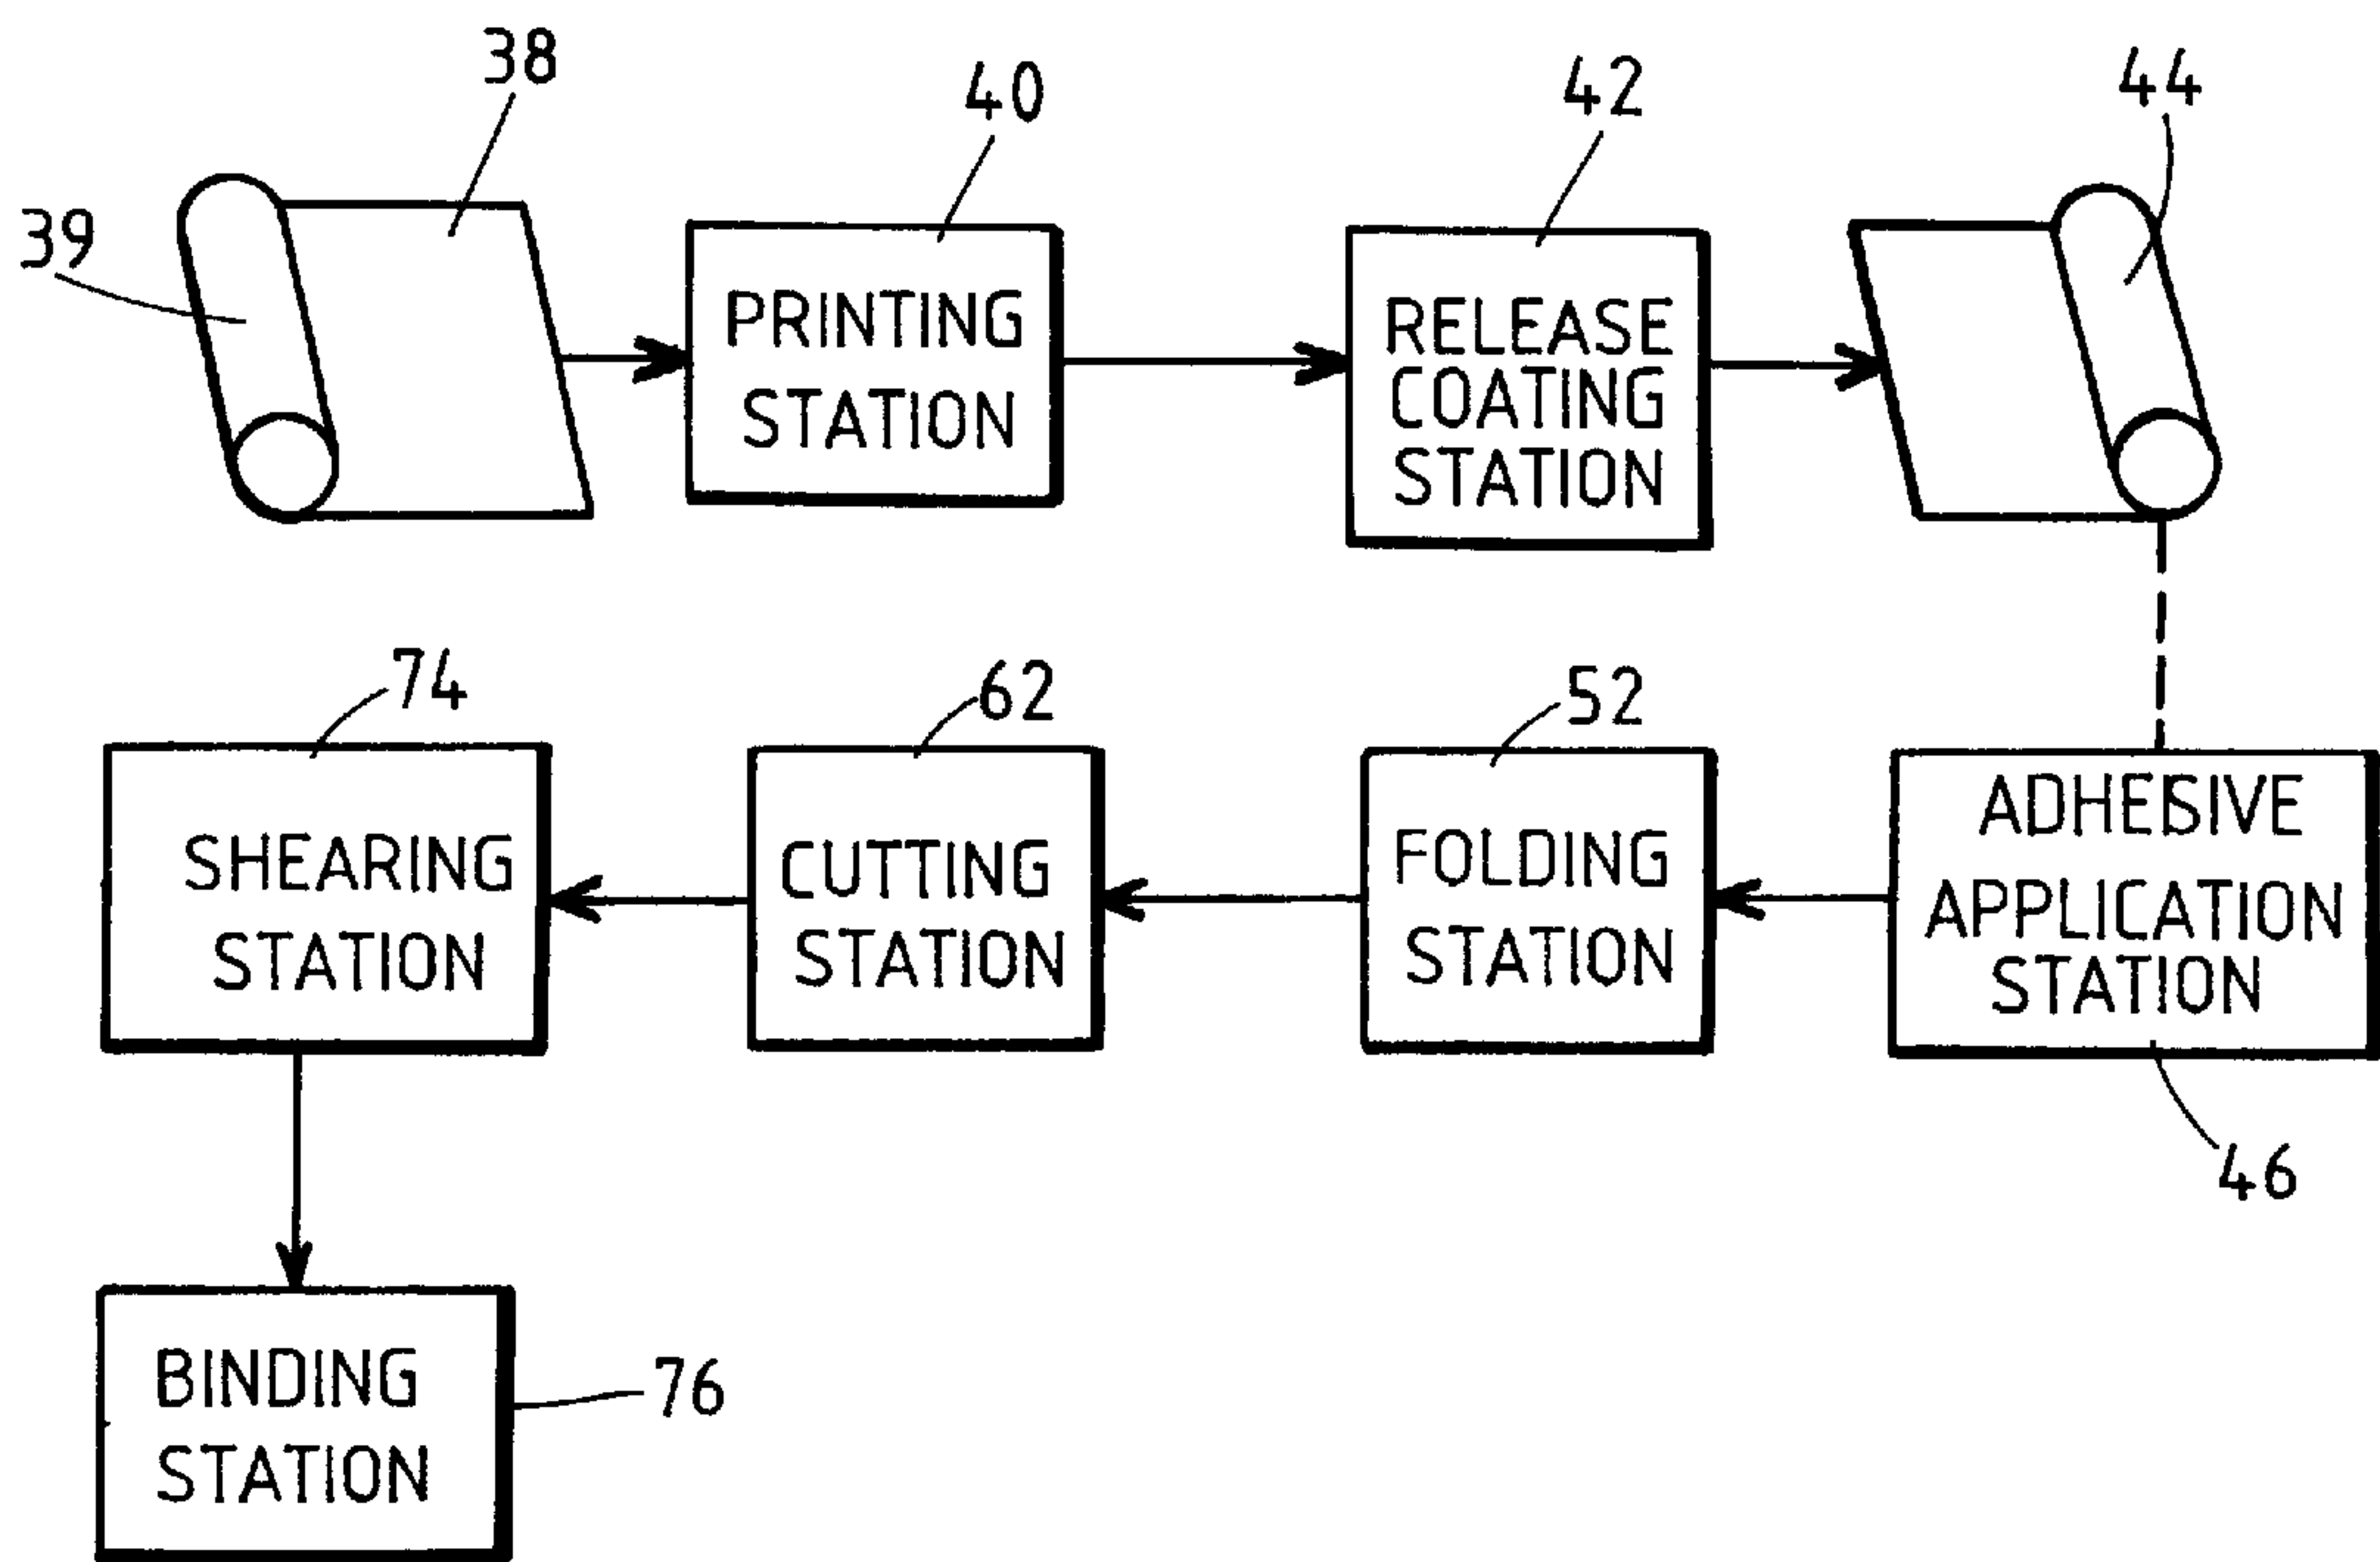 38
40
42
44
39
PRINTING
STATION
RELEASE
COATING
STATION
74
62
52
SHEARING
STATION
CUTTING
STATION
FOLDING
STATION
ADHESIVE
APPLICATION
STATION
46
BINDING
STATION
76